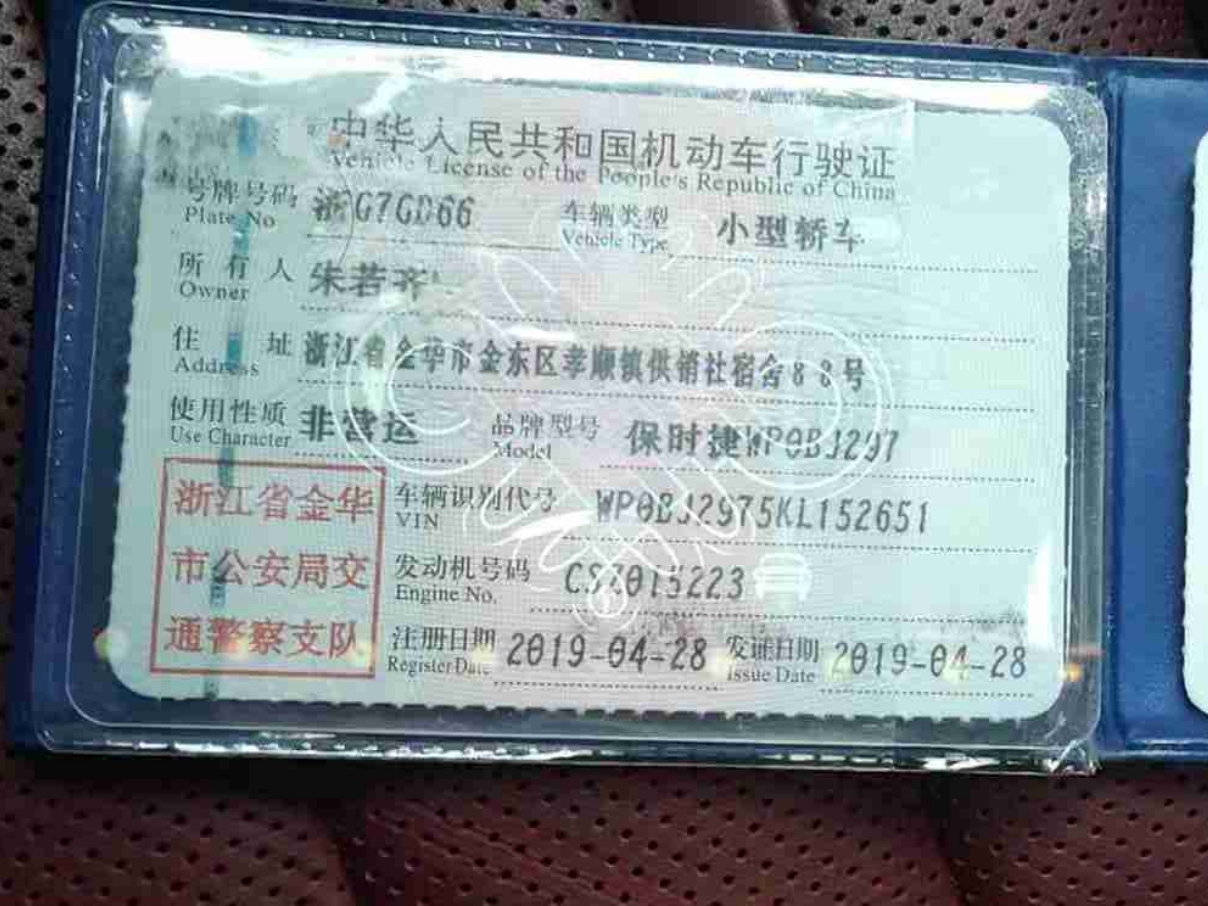 中华人民共和国机动车行驶证
Vehicle License of the People's Republic of China
号牌号码 浙G7GD66 车辆类型 小型轿车
Plate No Vehicle Type
所有人 朱若齐
Owner
住址 浙江省金华市金东区孝顺镇供销社宿舍88号
Address
使用性质 非营运 品牌型号 保时捷WP0BJ297
Use Character Model
浙江省金华 车辆识别代号 WP0BJ2975KL152651
VIN
市公安局交 发动机号码 CSZ015223
Engine No.
通警察支队 注册日期 2019-04-28 发证日期 2019-04-28
Register Date Issue Date